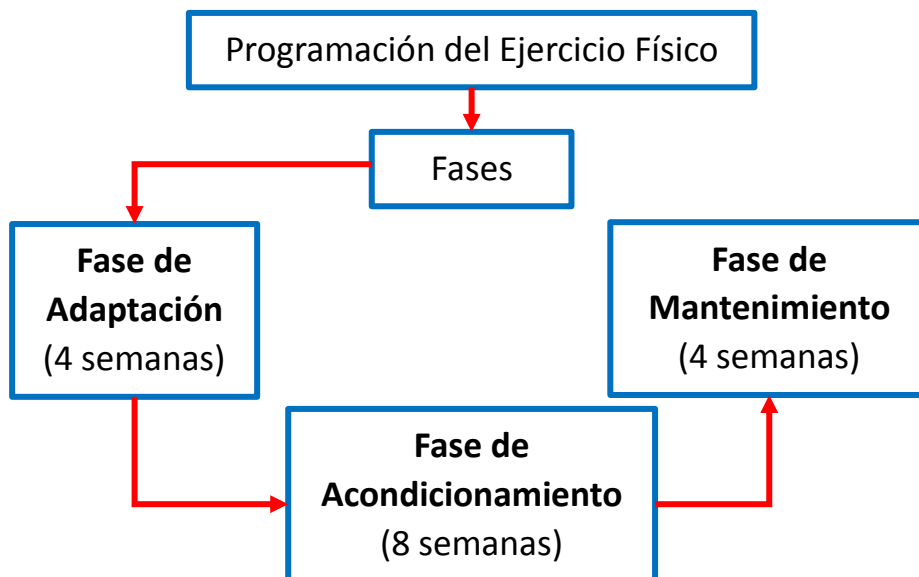 Programación del Ejercicio Físico
Fases
Fase de
Adaptación
(4 semanas)
Fase de
Acondicionamiento
(8 semanas)
Fase de
Mantenimiento
(4 semanas)